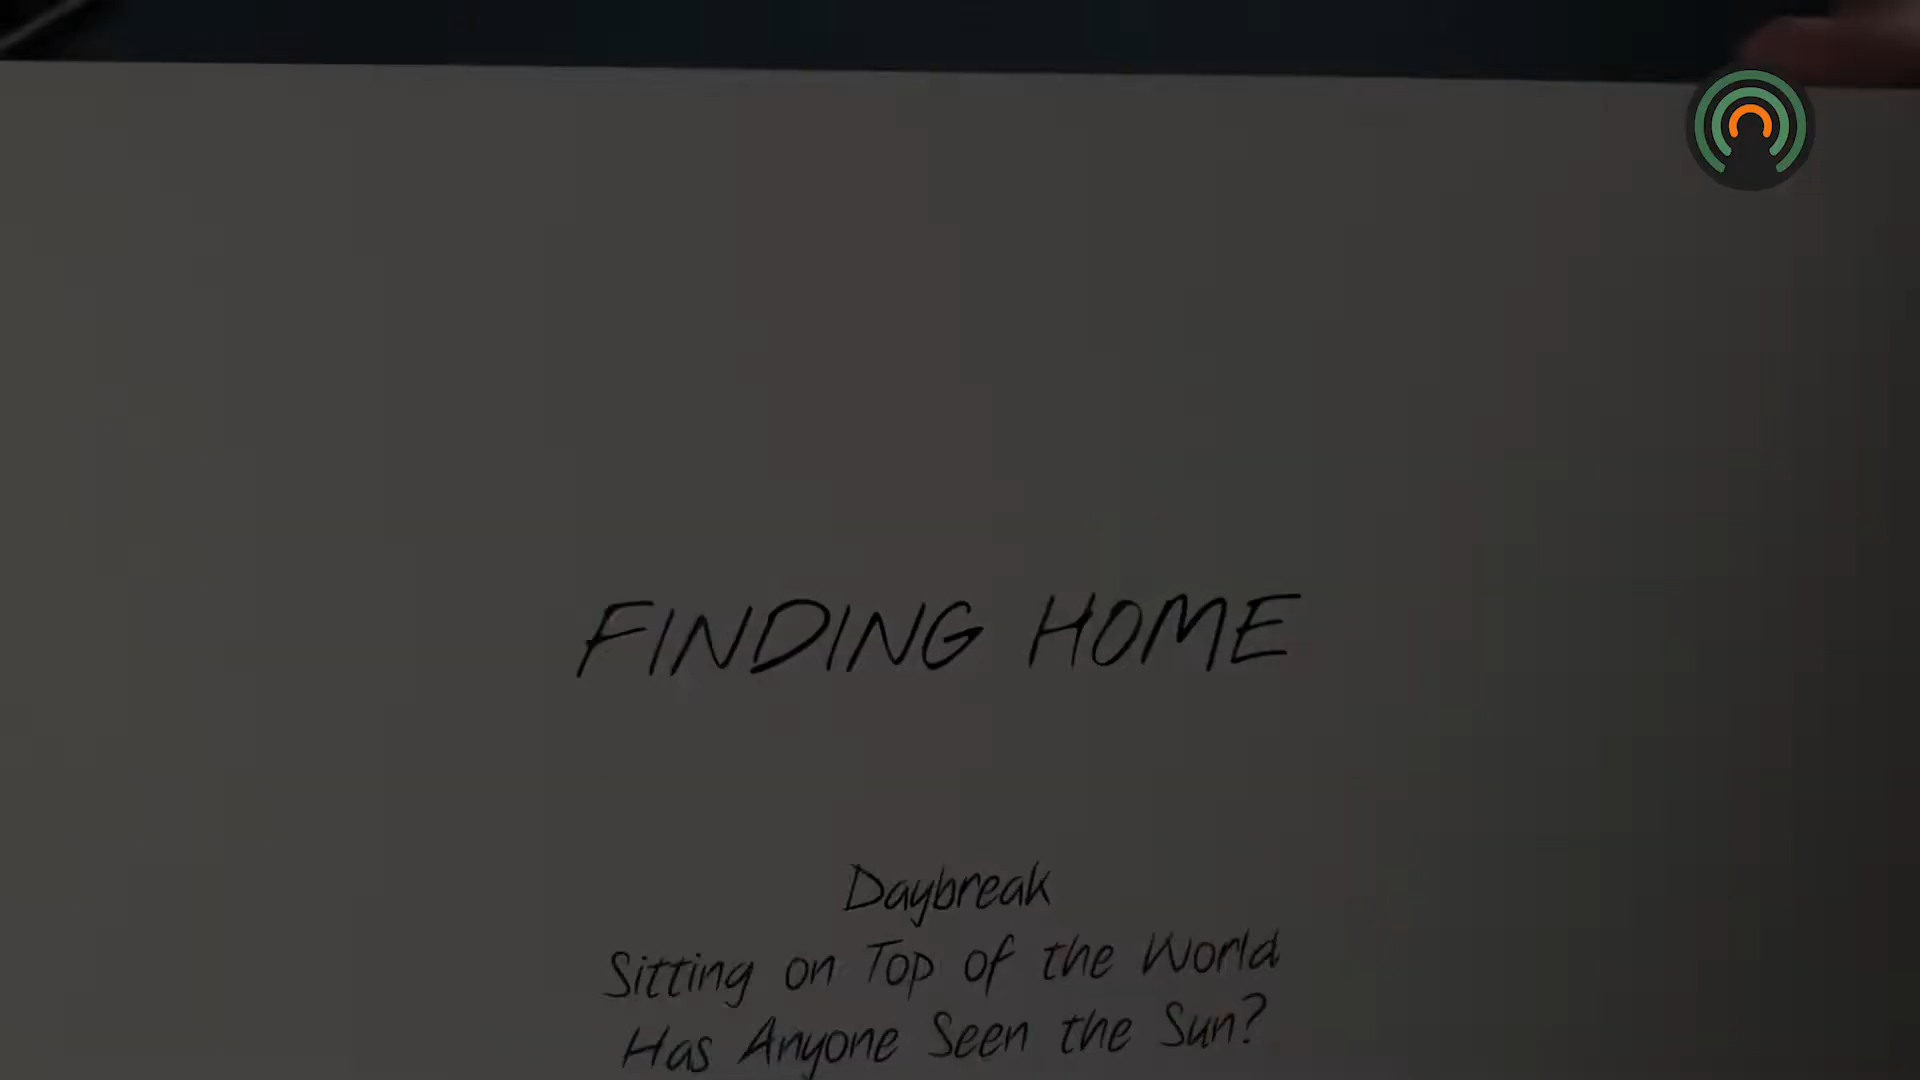 FINDING HOME
Daybreak
Sitting on Top of the World
Has Anyone Seen the Sun?